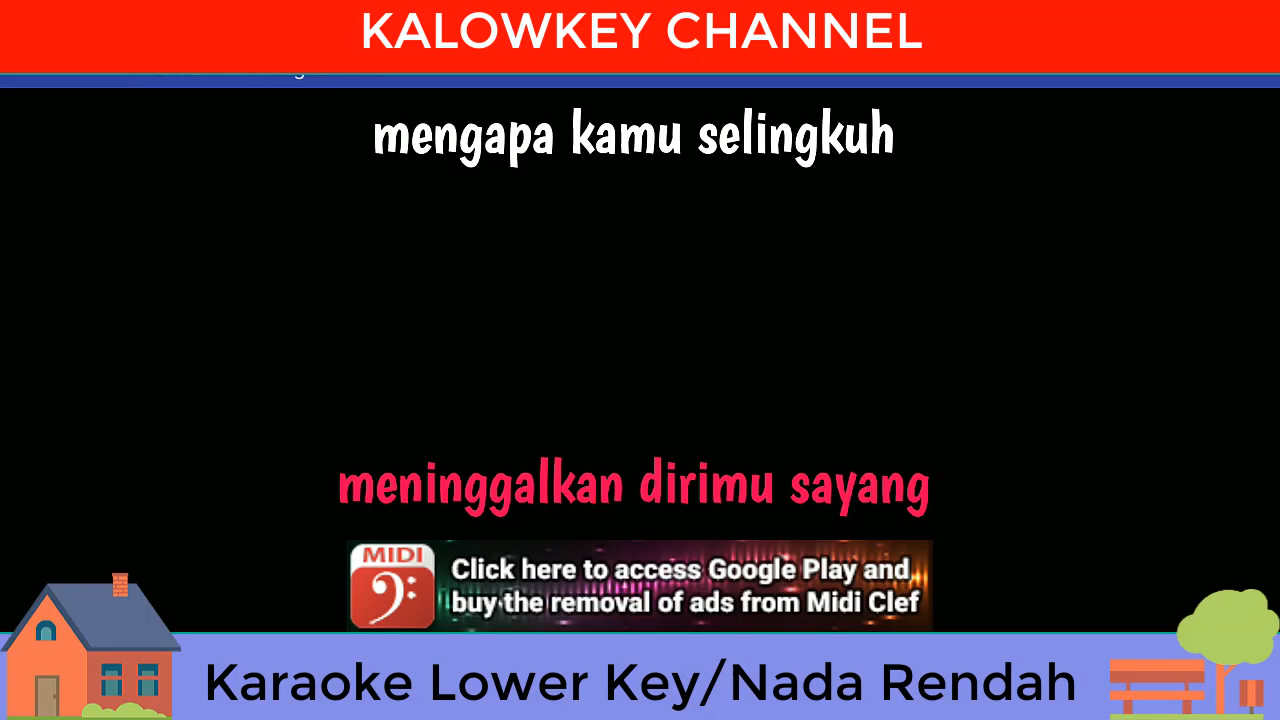 KALOWKEY CHANNEL
mengapa kamu selingkuh
meninggalkan dirimu sayang
MIDI
Click here to access Google Play and
buy the removal of ads from Midi Clef
Karaoke Lower Key/Nada Rendah